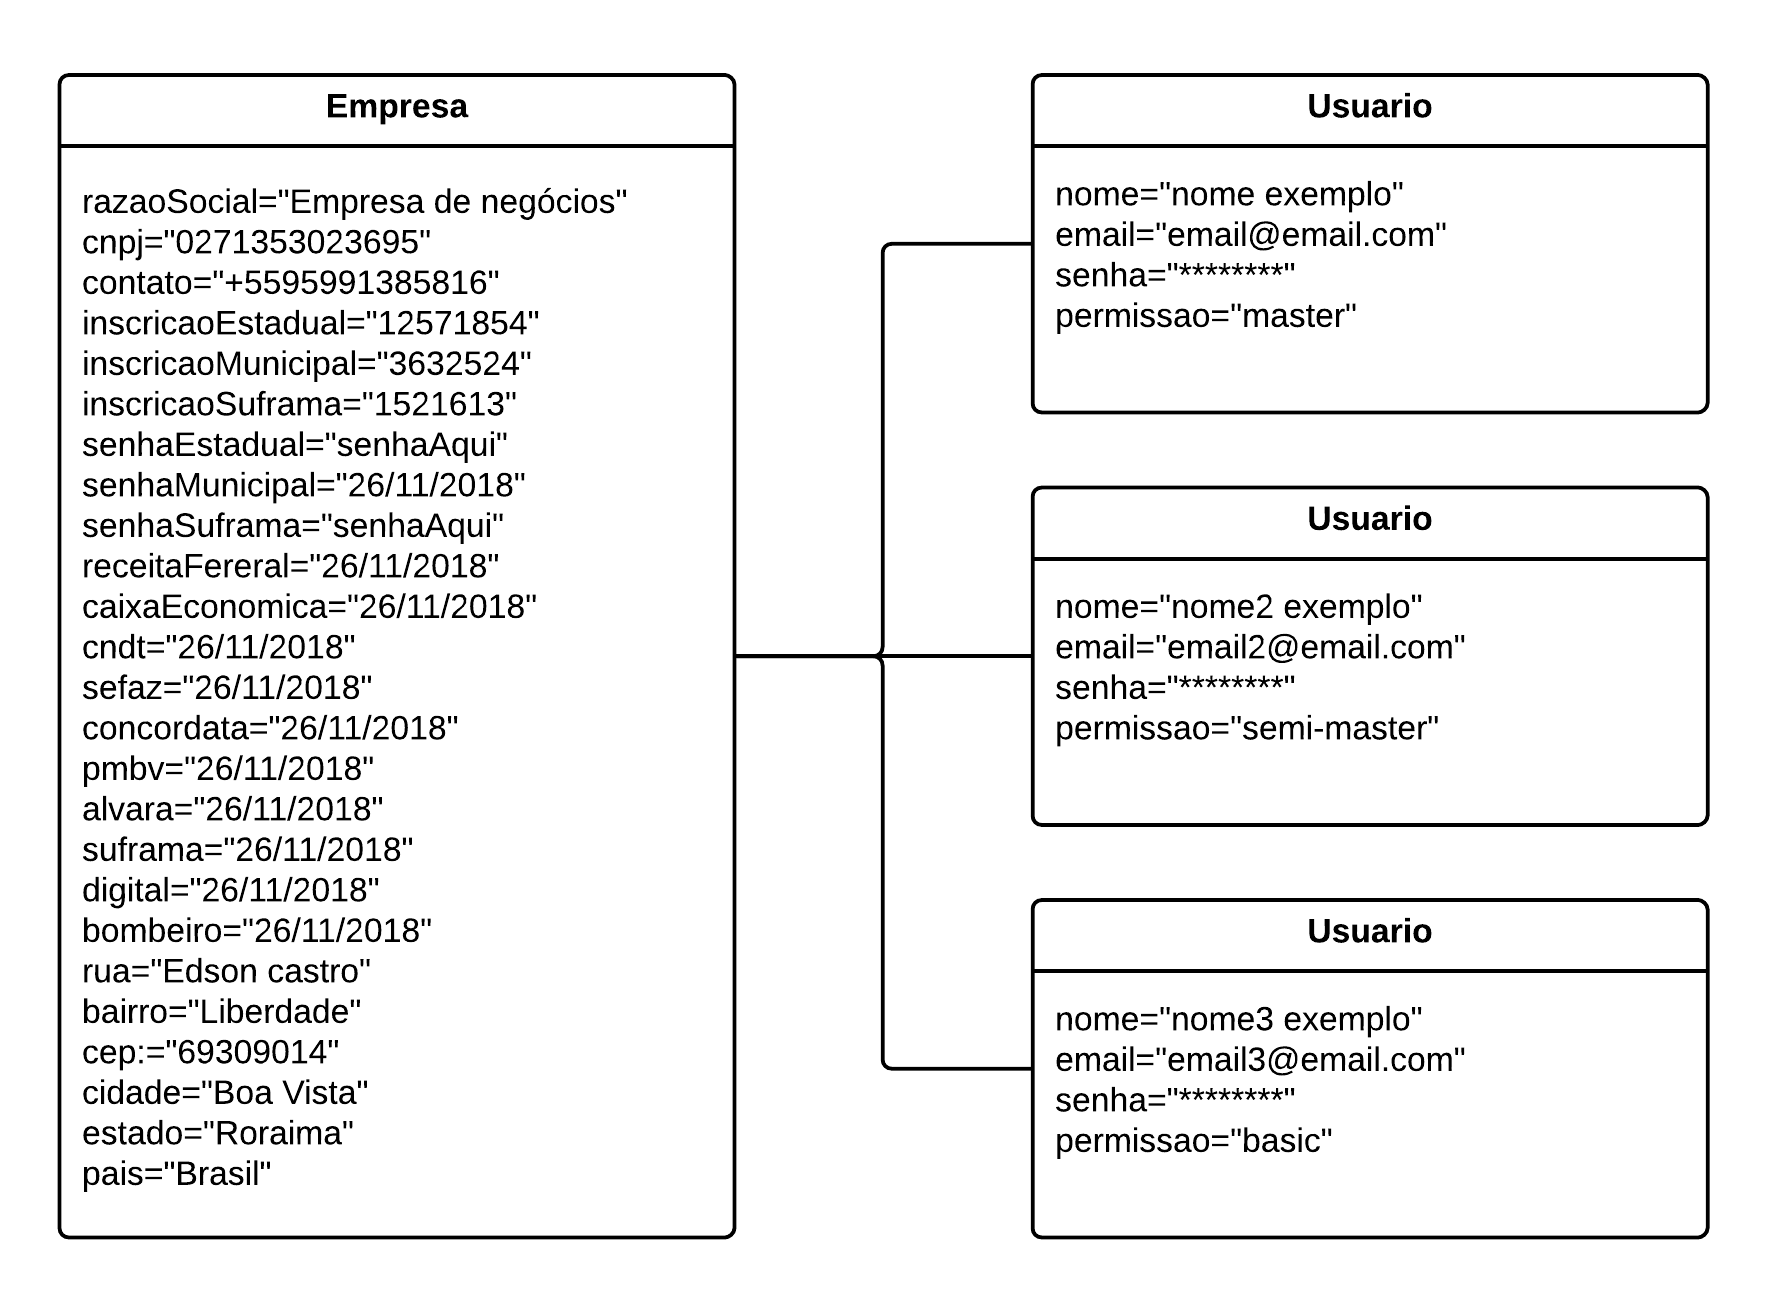 Empresa
razaoSocial="Empresa de negócios"
cnpj="0271353023695"
contato="+5595991385816"
inscricaoEstadual="12571854"
inscricaoMunicipal="3632524"
inscricaoSuframa="1521613"
senhaEstadual="senhaAqui"
senhaMunicipal="26/11/2018"
senhaSuframa="senhaAqui"
receitaFereral="26/11/2018"
caixaEconomica="26/11/2018"
cndt="26/11/2018"
sefaz="26/11/2018"
concordata="26/11/2018"
pmbv="26/11/2018"
alvara="26/11/2018"
suframa="26/11/2018"
digital="26/11/2018"
bombeiro="26/11/2018"
rua="Edson castro"
bairro="Liberdade"
cep:="69309014"
cidade="Boa Vista"
estado="Roraima"
pais="Brasil"
Usuario
nome="nome exemplo"
email="email@email.com"
senha="********"
permissao="master"
Usuario
nome="nome2 exemplo"
email="email2@email.com"
senha="********"
permissao="semi-master"
Usuario
nome="nome3 exemplo"
email="email3@email.com"
senha="********"
permissao="basic"